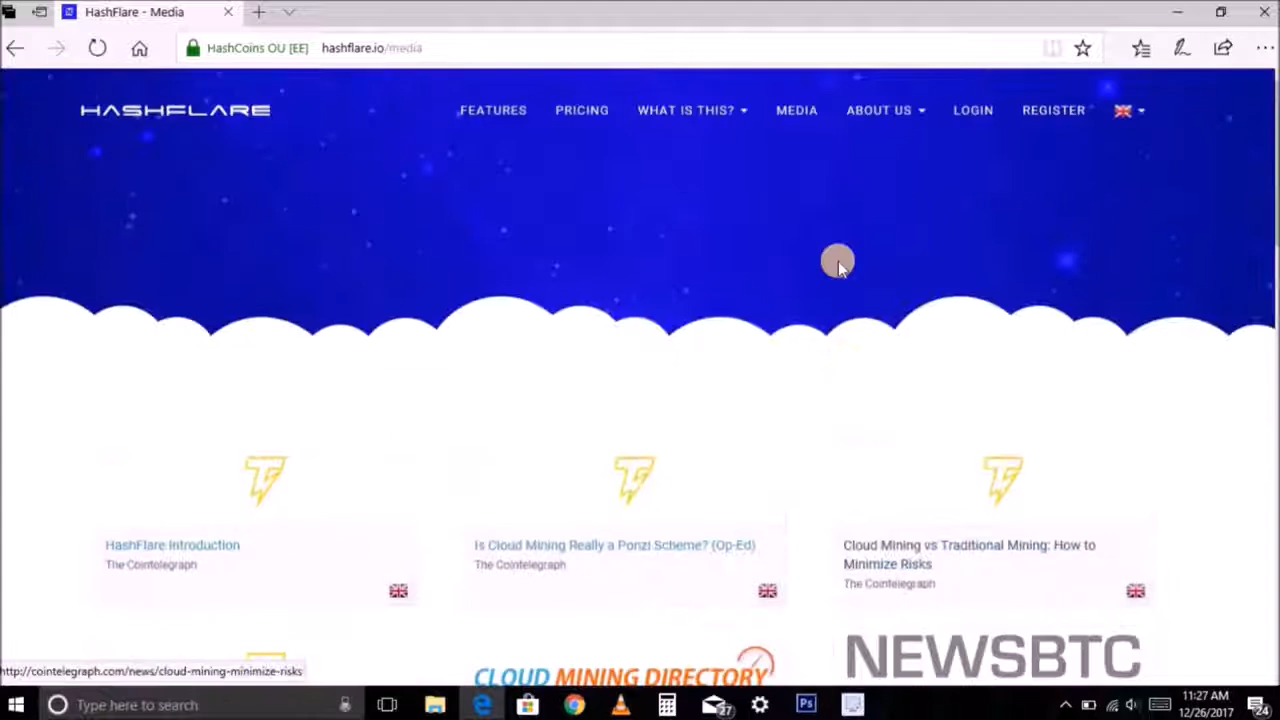 HashFlare - Media
HashCoins OU [EE] hashflare.io/media
HASHFLARE FEATURES PRICING WHAT IS THIS? MEDIA ABOUT US LOGIN REGISTER
HashFlare Introduction
The Cointelegraph
Is Cloud Mining Really a Ponzi Scheme? (Op-Ed)
The Cointelegraph
Cloud Mining vs Traditional Mining: How to
Minimize Risks
The Cointelegraph
CLOUD MINING DIRECTORY
NEWSBTC
http://cointelegraph.com/news/cloud-mining-minimize-risks
Type here to search
27
Ps
11:27 AM
12/26/2017
24